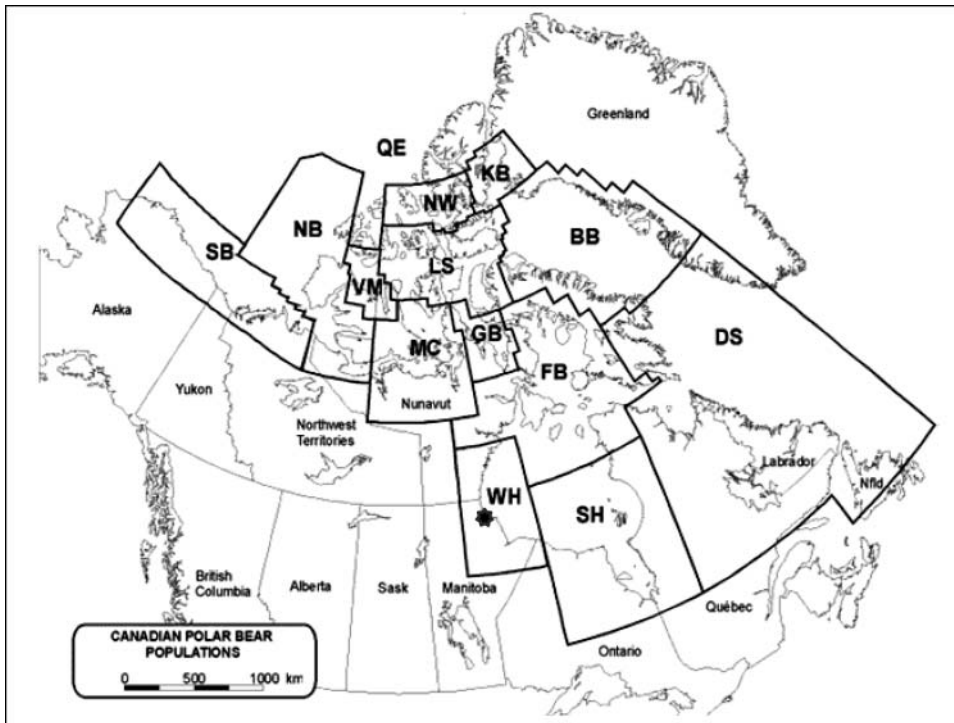 Greenland
QE
KB
NW
NB
SB
BB
LS
VM
Alaska
GB
MC
DS
FB
Yukon
Nunavut
Northwest
Territories
Labrador
Nfld
WH
SH
British
Columbia
Alberta
Sask
Manitoba
Québec
Ontario
CANADIAN POLAR BEAR
POPULATIONS
0 500 1000 km